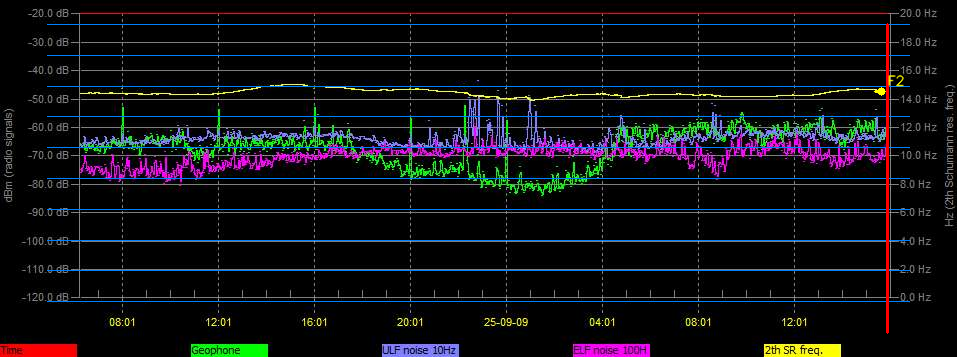 -20.0 dB 20.0 Hz
-30.0 dB 18.0 Hz
-40.0 dB 16.0 Hz
F2
-50.0 dB 14.0 Hz
-60.0 dB 12.0 Hz
-70.0 dB 10.0 Hz
-80.0 dB 8.0 Hz
-90.0 dB 6.0 Hz
-100.0 dB 4.0 Hz
-110.0 dB 2.0 Hz
-120.0 dB 0.0 Hz
dBm (radio signals)
Hz (2th Schumann res. freq.)
08:01 12:01 16:01 20:01 25-09-09 04:01 08:01 12:01
Time Geophone ULF noise 10Hz ELF noise 100H 2th SR freq.